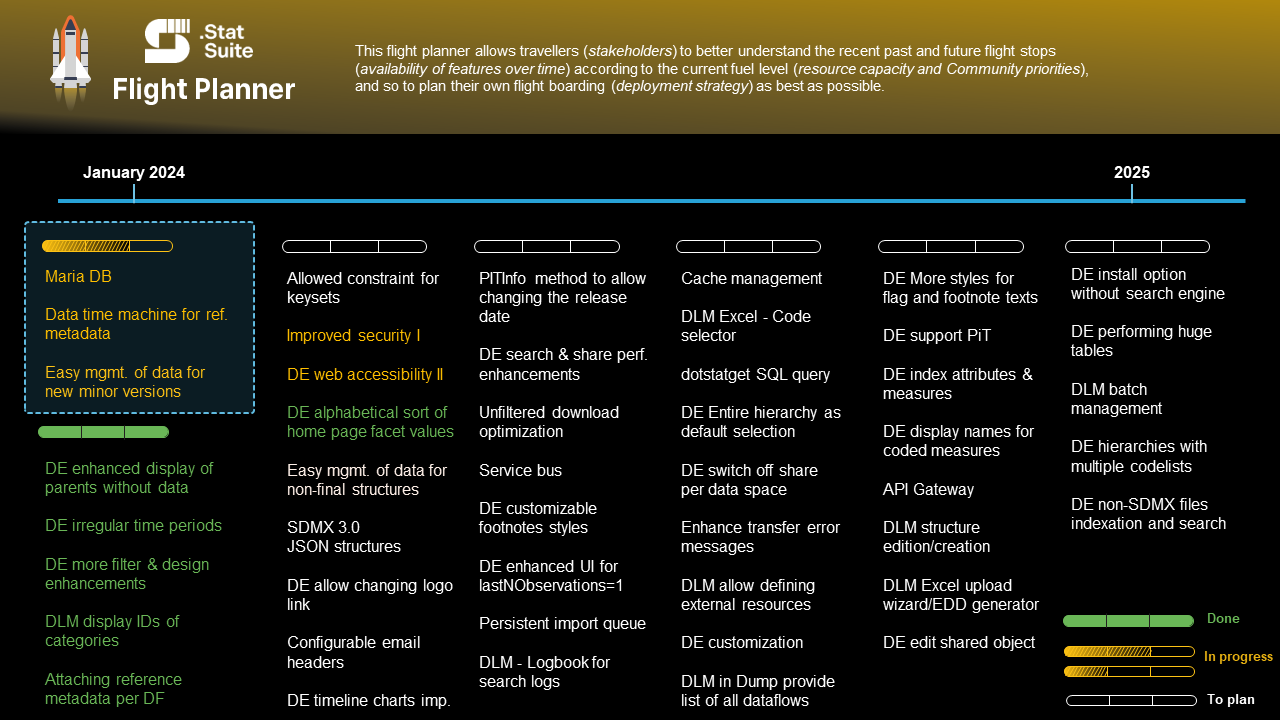 .Stat
Suite
Flight Planner
This flight planner allows travellers (stakeholders) to better understand the recent past and future flight stops
(availability of features over time) according to the current fuel level (resource capacity and Community priorities),
and so to plan their own flight boarding (deployment strategy) as best as possible.
January 2024
2025
Maria DB
Data time machine for ref.
metadata
Easy mgmt. of data for
new minor versions
DE enhanced display of
parents without data
DE irregular time periods
DE more filter & design
enhancements
DLM display IDs of
categories
Attaching reference
metadata per DF
Allowed constraint for
keysets
Improved security I
DE web accessibility II
DE alphabetical sort of
home page facet values
Easy mgmt. of data for
non-final structures
SDMX 3.0
JSON structures
DE allow changing logo
link
Configurable email
headers
DE timeline charts imp.
PITInfo method to allow
changing the release
date
DE search & share perf.
enhancements
Unfiltered download
optimization
Service bus
DE customizable
footnotes styles
DE enhanced UI for
lastNObservations=1
Persistent import queue
DLM - Logbook for
search logs
Cache management
DLM Excel - Code
selector
dotstatget SQL query
DE Entire hierarchy as
default selection
DE switch off share
per data space
Enhance transfer error
messages
DLM allow defining
external resources
DE customization
DLM in Dump provide
list of all dataflows
DE More styles for
flag and footnote texts
DE support PiT
DE index attributes &
measures
DE display names for
coded measures
API Gateway
DLM structure
edition/creation
DLM Excel upload
wizard/EDD generator
DE edit shared object
DE install option
without search engine
DE performing huge
tables
DLM batch
management
DE hierarchies with
multiple codelists
DE non-SDMX files
indexation and search
Done
In progress
To plan